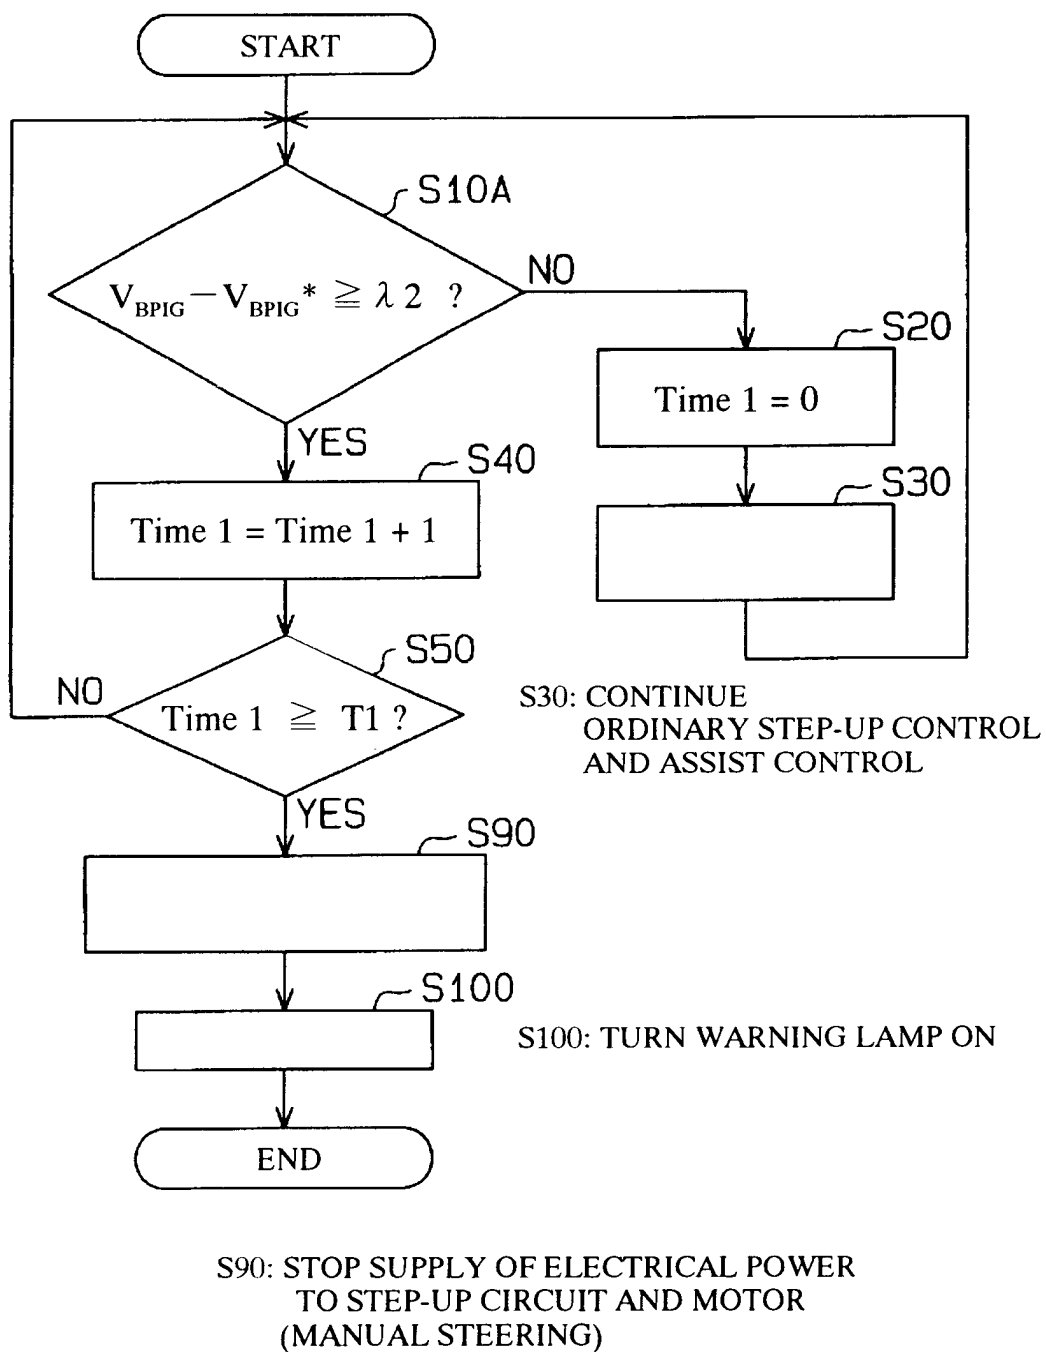 START
S10A
V_BPIG − V_BPIG* ≧ λ 2 ?
NO
S20
Time 1 = 0
YES
S40
S30
Time 1 = Time 1 + 1
S50
NO
Time 1 ≧ T1 ?
S30: CONTINUE
ORDINARY STEP-UP CONTROL
AND ASSIST CONTROL
YES
S90
S100
S100: TURN WARNING LAMP ON
END
S90: STOP SUPPLY OF ELECTRICAL POWER
TO STEP-UP CIRCUIT AND MOTOR
(MANUAL STEERING)